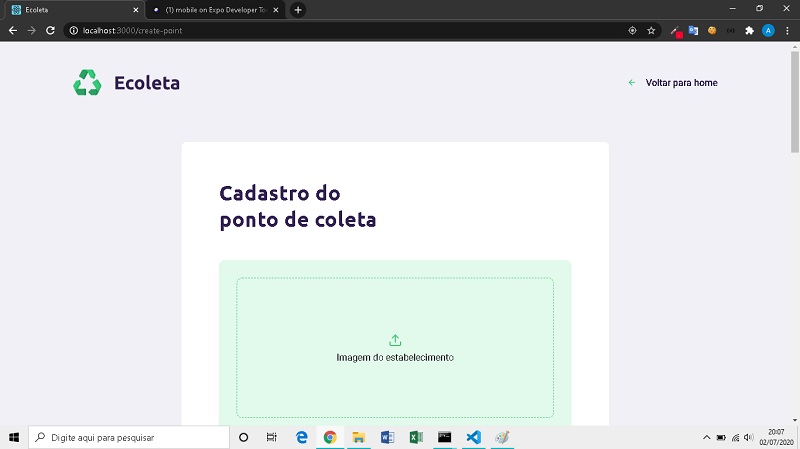 Ecoleta
(1) mobile on Expo Developer To
localhost:3000/create-point
A
Ecoleta
Voltar para home
Cadastro do
ponto de coleta
Imagem do estabelecimento
Digite aqui para pesquisar
20:07
02/07/2020